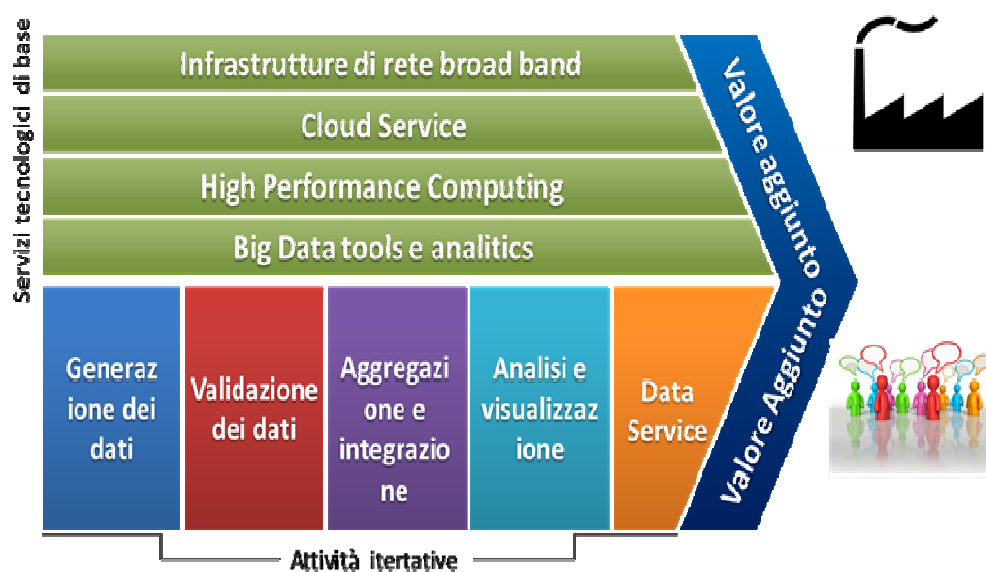 Servizi tecnologici di base
Infrastrutture di rete broad band
Cloud Service
High Performance Computing
Big Data tools e analitics
Valore aggiunto
Valore Aggiunto
Generaz
ione dei
dati
Validazione
dei dati
Aggregazi
one e
integrazio
ne
Analisi e
visualizzaz
ione
Data
Service
Attività itertative